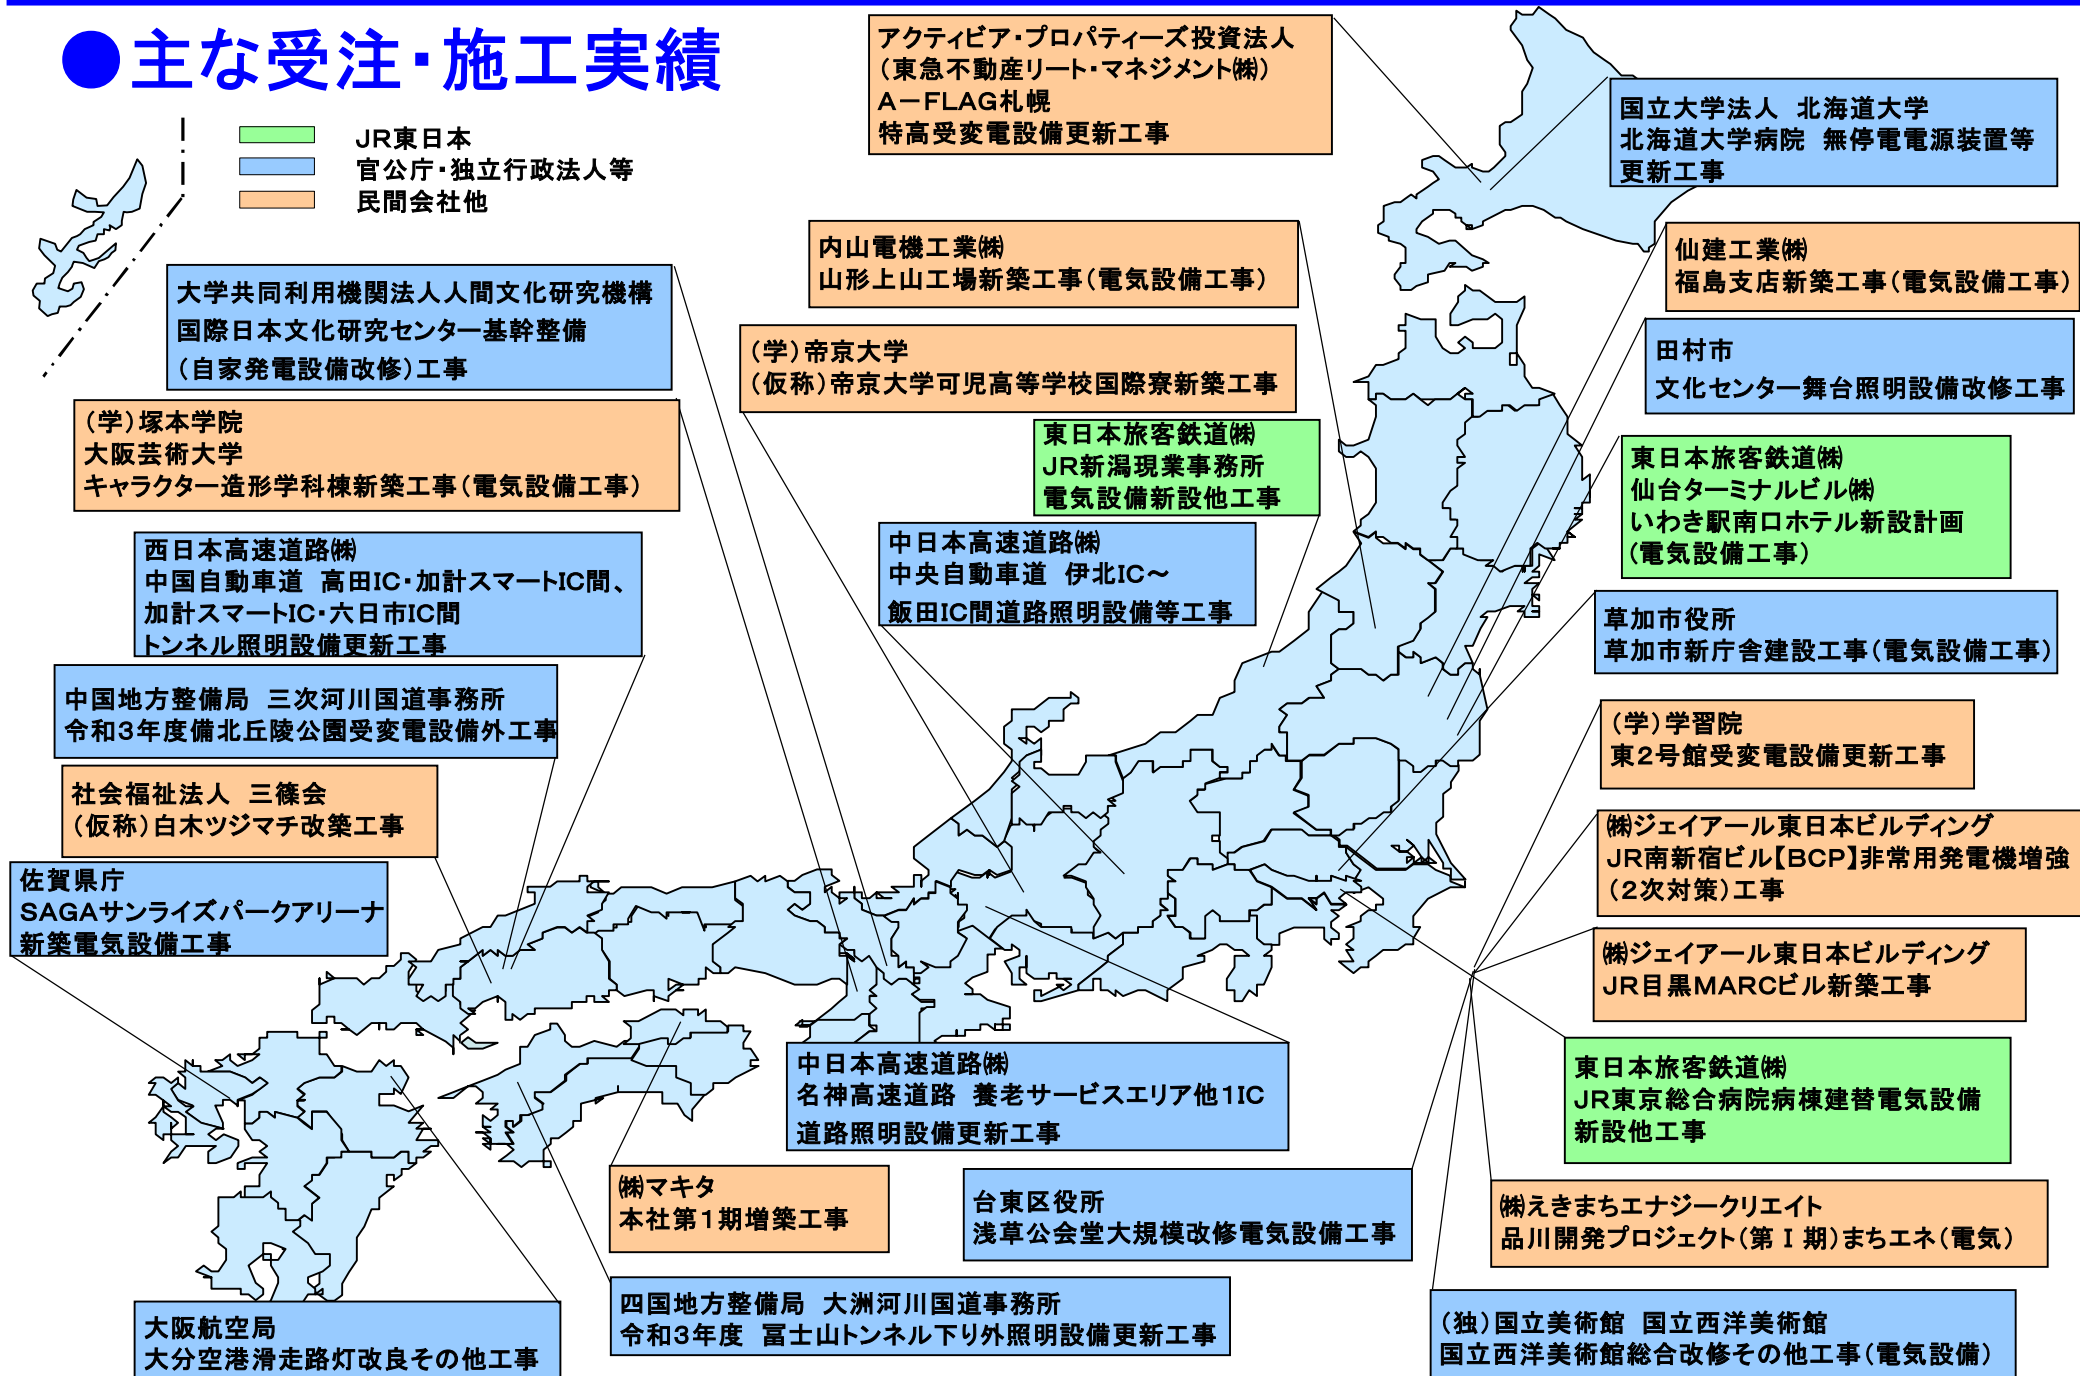 ●主な受注・施工実績
JR東日本
官公庁・独立行政法人等
民間会社他
アクティビア・プロパティーズ投資法人
（東急不動産リート・マネジメント㈱）
A－FLAG札幌
特高受変電設備更新工事
国立大学法人　北海道大学
北海道大学病院　無停電電源装置等
更新工事
内山電機工業㈱
山形上山工場新築工事（電気設備工事）
仙建工業㈱
福島支店新築工事（電気設備工事）
大学共同利用機関法人人間文化研究機構
国際日本文化研究センター基幹整備
（自家発電設備改修）工事
（学）帝京大学
（仮称）帝京大学可児高等学校国際寮新築工事
田村市
文化センター舞台照明設備改修工事
（学）塚本学院
大阪芸術大学
キャラクター造形学科棟新築工事（電気設備工事）
東日本旅客鉄道㈱
JR新潟現業事務所
電気設備新設他工事
東日本旅客鉄道㈱
仙台ターミナルビル㈱
いわき駅南口ホテル新設計画
(電気設備工事）
西日本高速道路㈱
中国自動車道　高田IC・加計スマートIC間、
加計スマートIC・六日市IC間
トンネル照明設備更新工事
中日本高速道路㈱
中央自動車道　伊北IC～
飯田IC間道路照明設備等工事
草加市役所
草加市新庁舎建設工事（電気設備工事）
中国地方整備局　三次河川国道事務所
令和３年度備北丘陵公園受変電設備外工事
（学）学習院
東２号館受変電設備更新工事
社会福祉法人　三篠会
（仮称）白木ツジマチ改築工事
㈱ジェイアール東日本ビルディング
JR南新宿ビル【BCP】非常用発電機増強
（２次対策）工事
佐賀県庁
SAGAサンライズパークアリーナ
新築電気設備工事
㈱ジェイアール東日本ビルディング
JR目黒MARCビル新築工事
中日本高速道路㈱
名神高速道路　養老サービスエリア他１IC
道路照明設備更新工事
東日本旅客鉄道㈱
JR東京総合病院病棟建替電気設備
新設他工事
㈱マキタ
本社第１期増築工事
台東区役所
浅草公会堂大規模改修電気設備工事
㈱えきまちエナジークリエイト
品川開発プロジェクト（第Ⅰ期）まちエネ（電気）
大阪航空局
大分空港滑走路灯改良その他工事
四国地方整備局　大洲河川国道事務所
令和３年度　冨士山トンネル下り外照明設備更新工事
（独）国立美術館　国立西洋美術館
国立西洋美術館総合改修その他工事（電気設備）